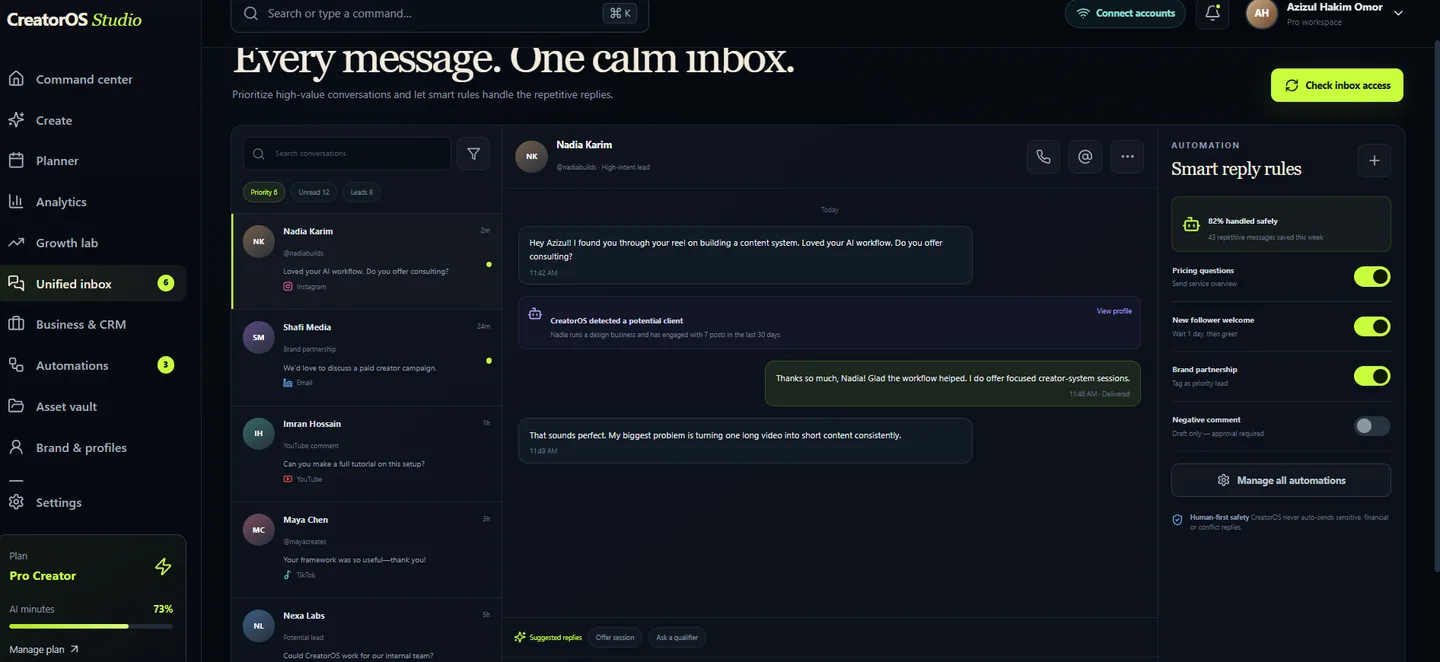 CreatorOS Studio
Search or type a command...
⌘ K
Connect accounts
AH
Azizul Hakim Omor
Pro workspace
Command center
Create
Planner
Analytics
Growth lab
Unified inbox
6
Business & CRM
Automations
3
Asset vault
Brand & profiles
Settings
Plan
Pro Creator
AI minutes
73%
Manage plan
Every message. One calm inbox.
Prioritize high-value conversations and let smart rules handle the repetitive replies.
Check inbox access
Search conversations
Priority 6
Unread 12
Leads 8
NK
Nadia Karim
2m
@nadiabuilds
Loved your AI workflow. Do you offer consulting?
Instagram
SM
Shafi Media
24m
Brand partnership
We'd love to discuss a paid creator campaign.
Email
IH
Imran Hossain
1h
YouTube comment
Can you make a full tutorial on this setup?
YouTube
MC
Maya Chen
3h
@mayacreates
Your framework was so useful—thank you!
TikTok
NL
Nexa Labs
5h
Potential lead
Could CreatorOS work for our internal team?
NK
Nadia Karim
@nadiabuilds · High-intent lead
Today
Hey Azizul! I found you through your reel on building a content system. Loved your AI workflow. Do you offer
consulting?
11:42 AM
CreatorOS detected a potential client
View profile
Nadia runs a design business and has engaged with 7 posts in the last 30 days.
Thanks so much, Nadia! Glad the workflow helped. I do offer focused creator-system sessions.
11:46 AM · Delivered
That sounds perfect. My biggest problem is turning one long video into short content consistently.
11:49 AM
Suggested replies
Offer session
Ask a qualifier
AUTOMATION
Smart reply rules
82% handled safely
43 repetitive messages saved this week
Pricing questions
Send service overview
New follower welcome
Wait 1 day, then greet
Brand partnership
Tag as priority lead
Negative comment
Draft only — approval required
Manage all automations
Human-first safety CreatorOS never auto-sends sensitive, financial
or conflict replies.